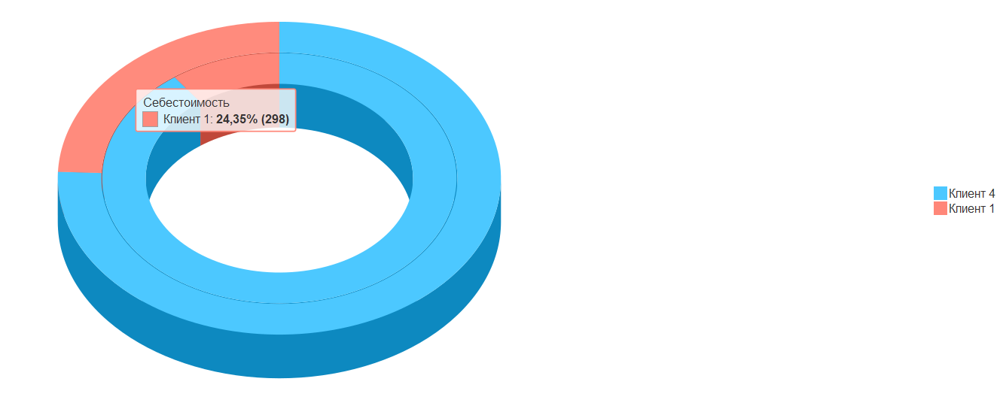 Себестоимость
Клиент 1: 24,35% (298)
Клиент 4
Клиент 1